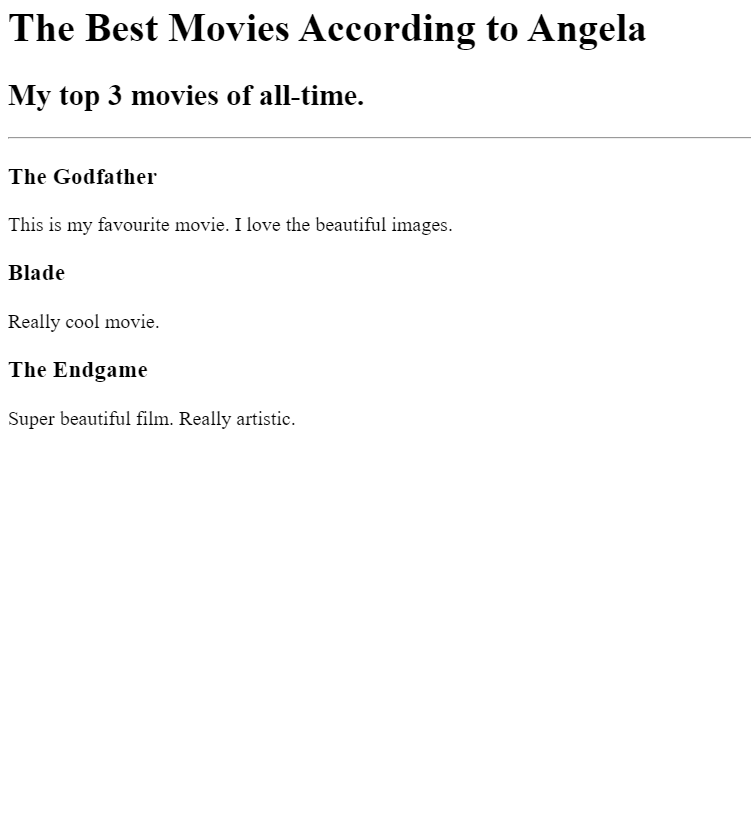 The Best Movies According to Angela
My top 3 movies of all-time.
The Godfather
This is my favourite movie. I love the beautiful images.
Blade
Really cool movie.
The Endgame
Super beautiful film. Really artistic.